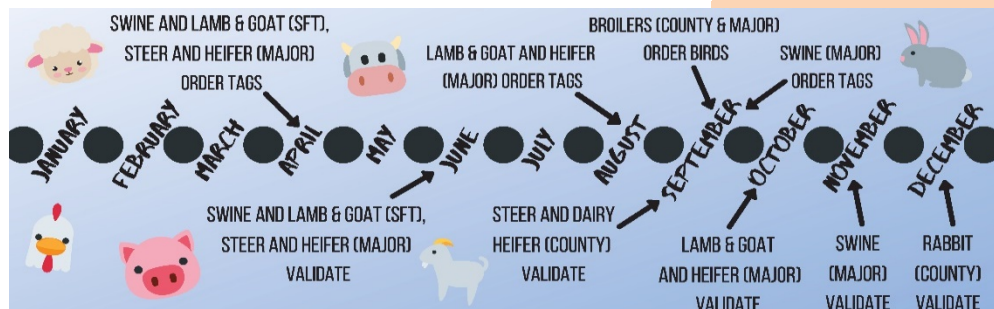 SWINE AND LAMB & GOAT (SFT),
STEER AND HEIFER (MAJOR)
ORDER TAGS
LAMB & GOAT AND HEIFER
(MAJOR) ORDER TAGS
BROILERS (COUNTY & MAJOR)
ORDER BIRDS
SWINE (MAJOR)
ORDER TAGS
JANUARY
FEBRUARY
MARCH
APRIL
MAY
JUNE
JULY
AUGUST
SEPTEMBER
OCTOBER
NOVEMBER
DECEMBER
SWINE AND LAMB & GOAT (SFT),
STEER AND HEIFER (MAJOR)
VALIDATE
STEER AND DAIRY
HEIFER (COUNTY)
VALIDATE
LAMB & GOAT
AND HEIFER (MAJOR)
VALIDATE
SWINE
(MAJOR)
VALIDATE
RABBIT
(COUNTY)
VALIDATE